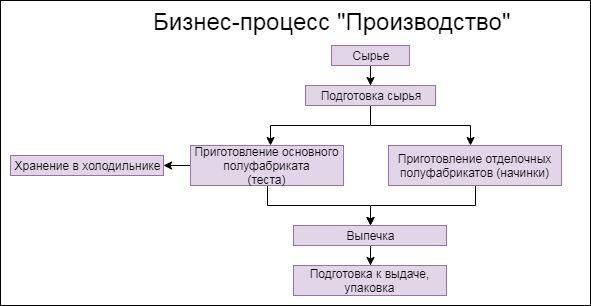 Бизнес-процесс "Производство"
Сырье
Подготовка сырья
Приготовление основного
полуфабриката
(теста)
Приготовление отделочных
полуфабрикатов (начинки)
Хранение в холодильнике
Выпечка
Подготовка к выдаче,
упаковка